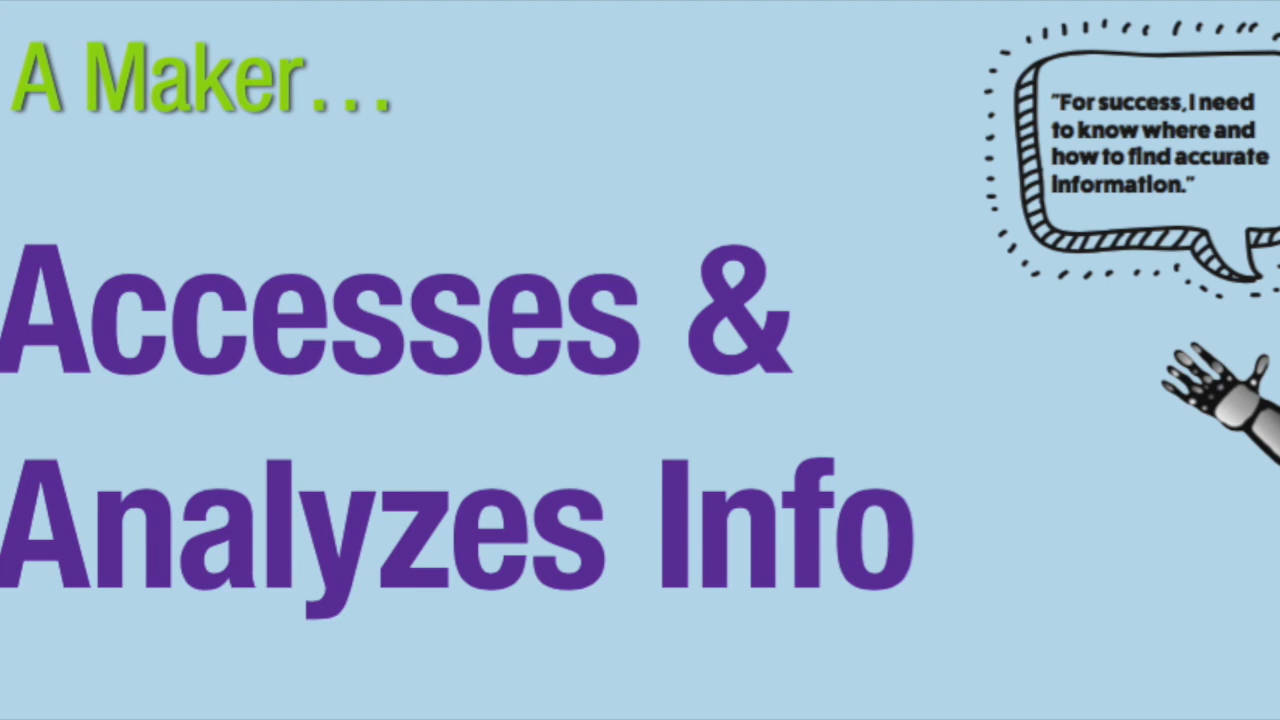 A Maker...
"For success, I need
to know where and
how to find accurate
information."
Accesses &
Analyzes Info